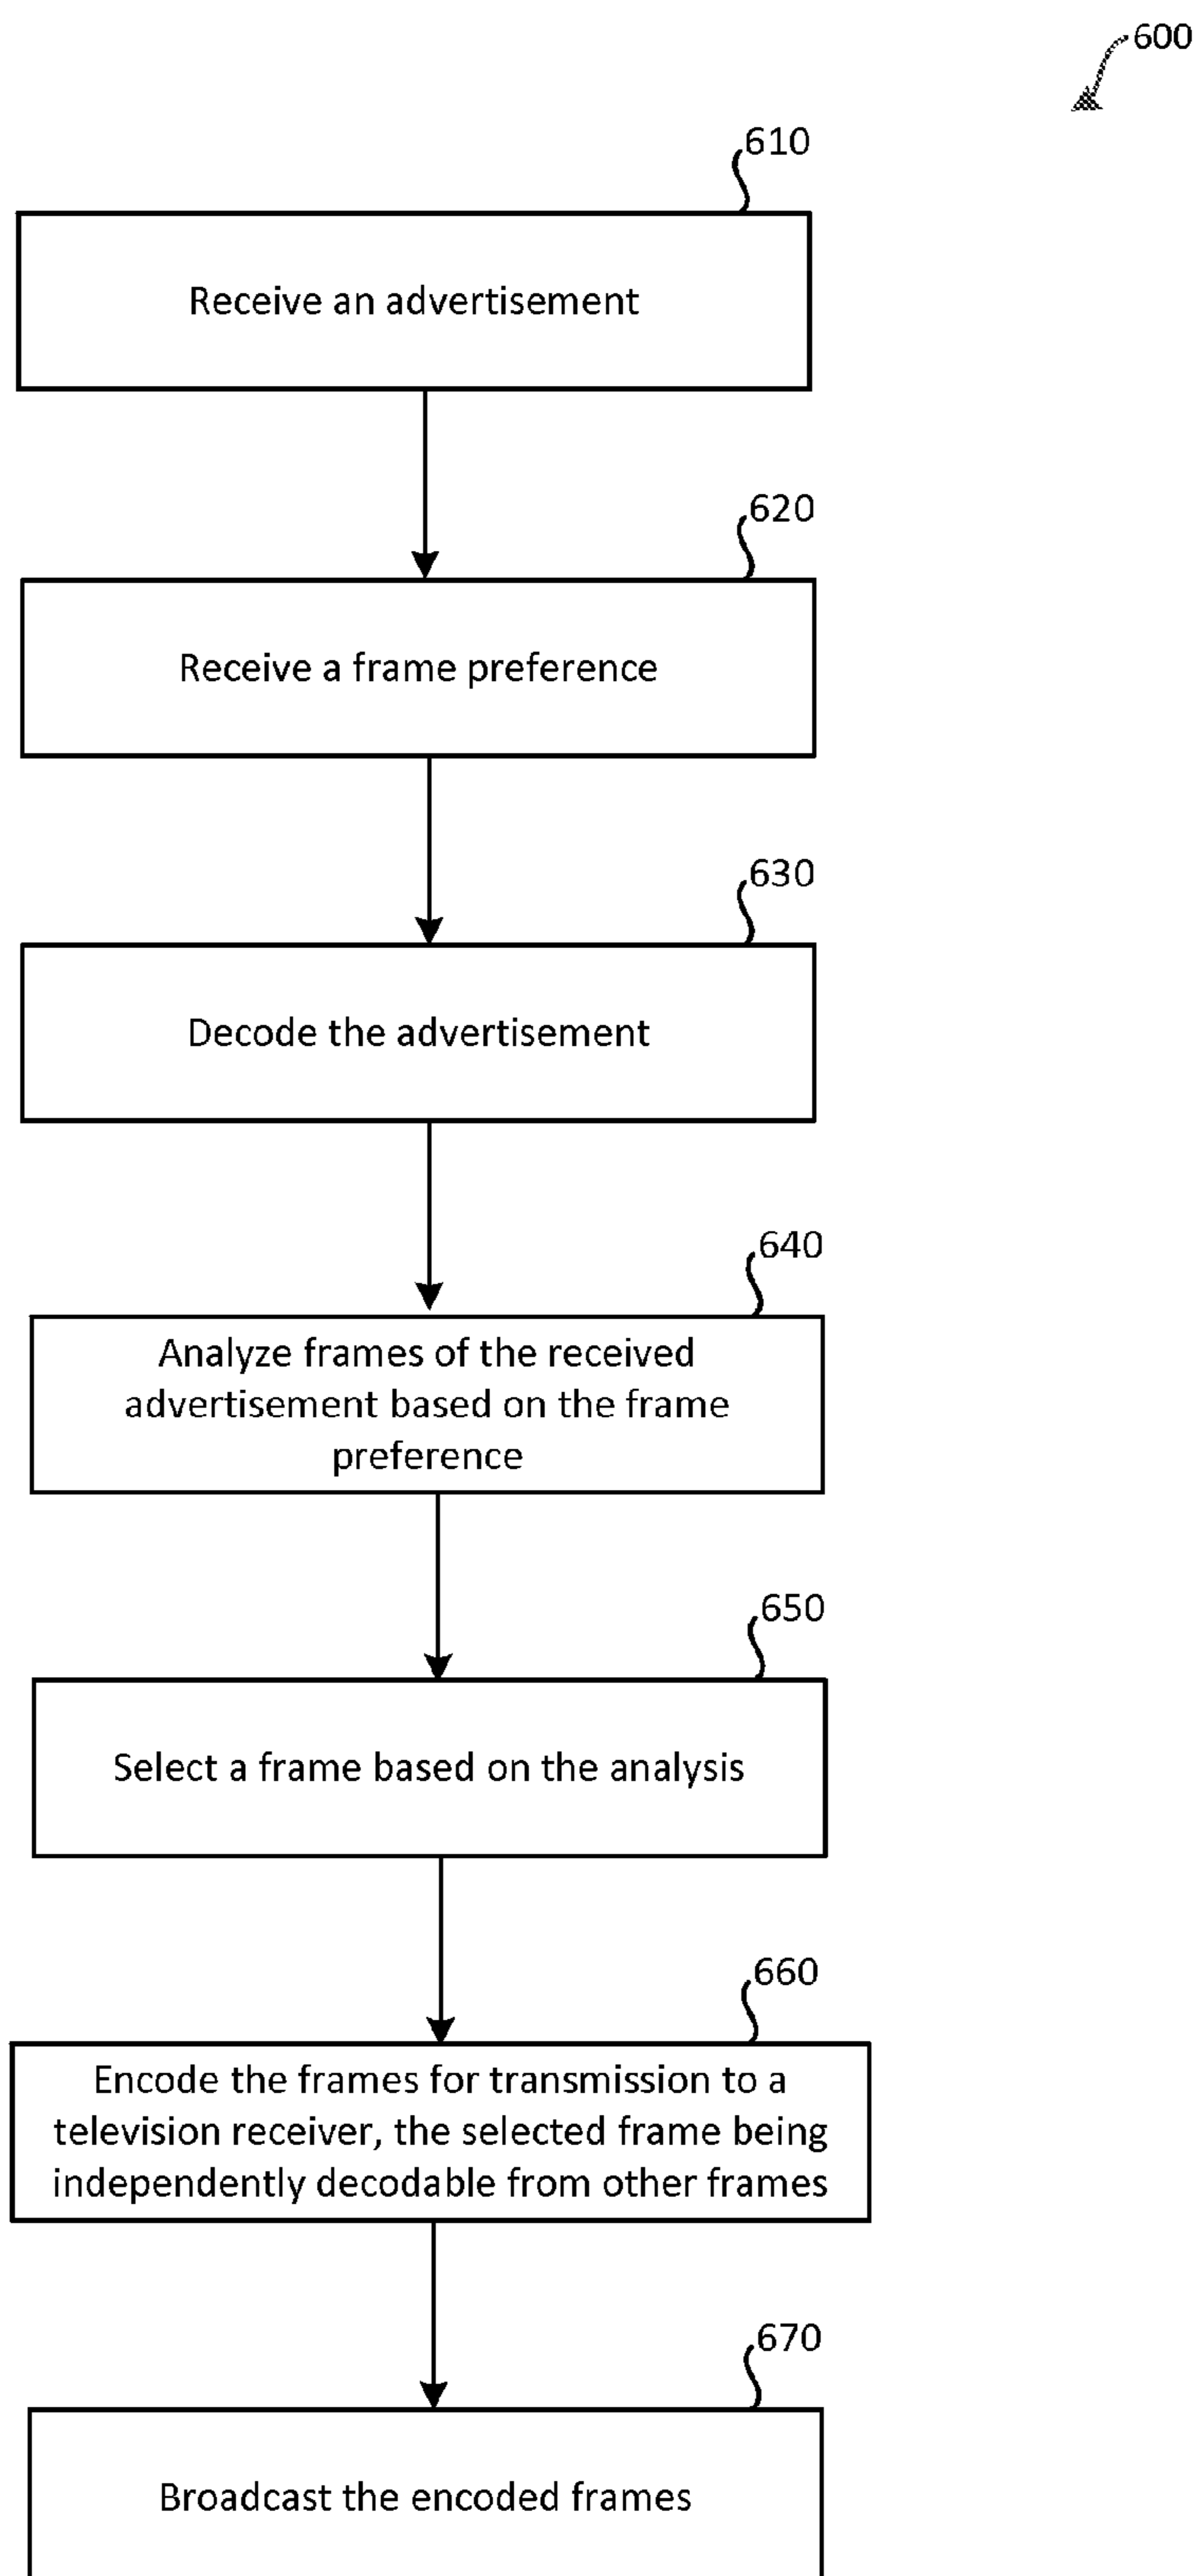 600
610
Receive an advertisement
620
Receive a frame preference
630
Decode the advertisement
640
Analyze frames of the received
advertisement based on the frame
preference
650
Select a frame based on the analysis
660
Encode the frames for transmission to a
television receiver, the selected frame being
independently decodable from other frames
670
Broadcast the encoded frames